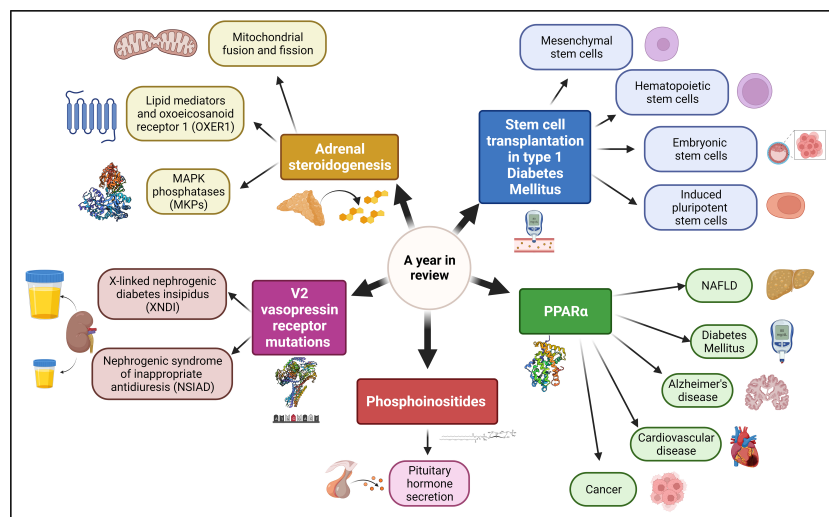 Mitochondrial
fusion and fission
Lipid mediators
and oxoeicosanoid
receptor 1 (OXER1)
MAPK
phosphatases
(MKPs)
Adrenal
steroidogenesis
Mesenchymal
stem cells
Hematopoietic
stem cells
Embryonic
stem cells
Induced
pluripotent
stem cells
Stem cell
transplantation
in type 1
Diabetes
Mellitus
A year in
review
X-linked nephrogenic
diabetes insipidus
(XNDI)
Nephrogenic syndrome
of inappropriate
antidiuresis (NSIAD)
V2
vasopressin
receptor
mutations
Phosphoinositides
Pituitary
hormone
secretion
PPARα
NAFLD
Diabetes
Mellitus
Alzheimer's
disease
Cardiovascular
disease
Cancer